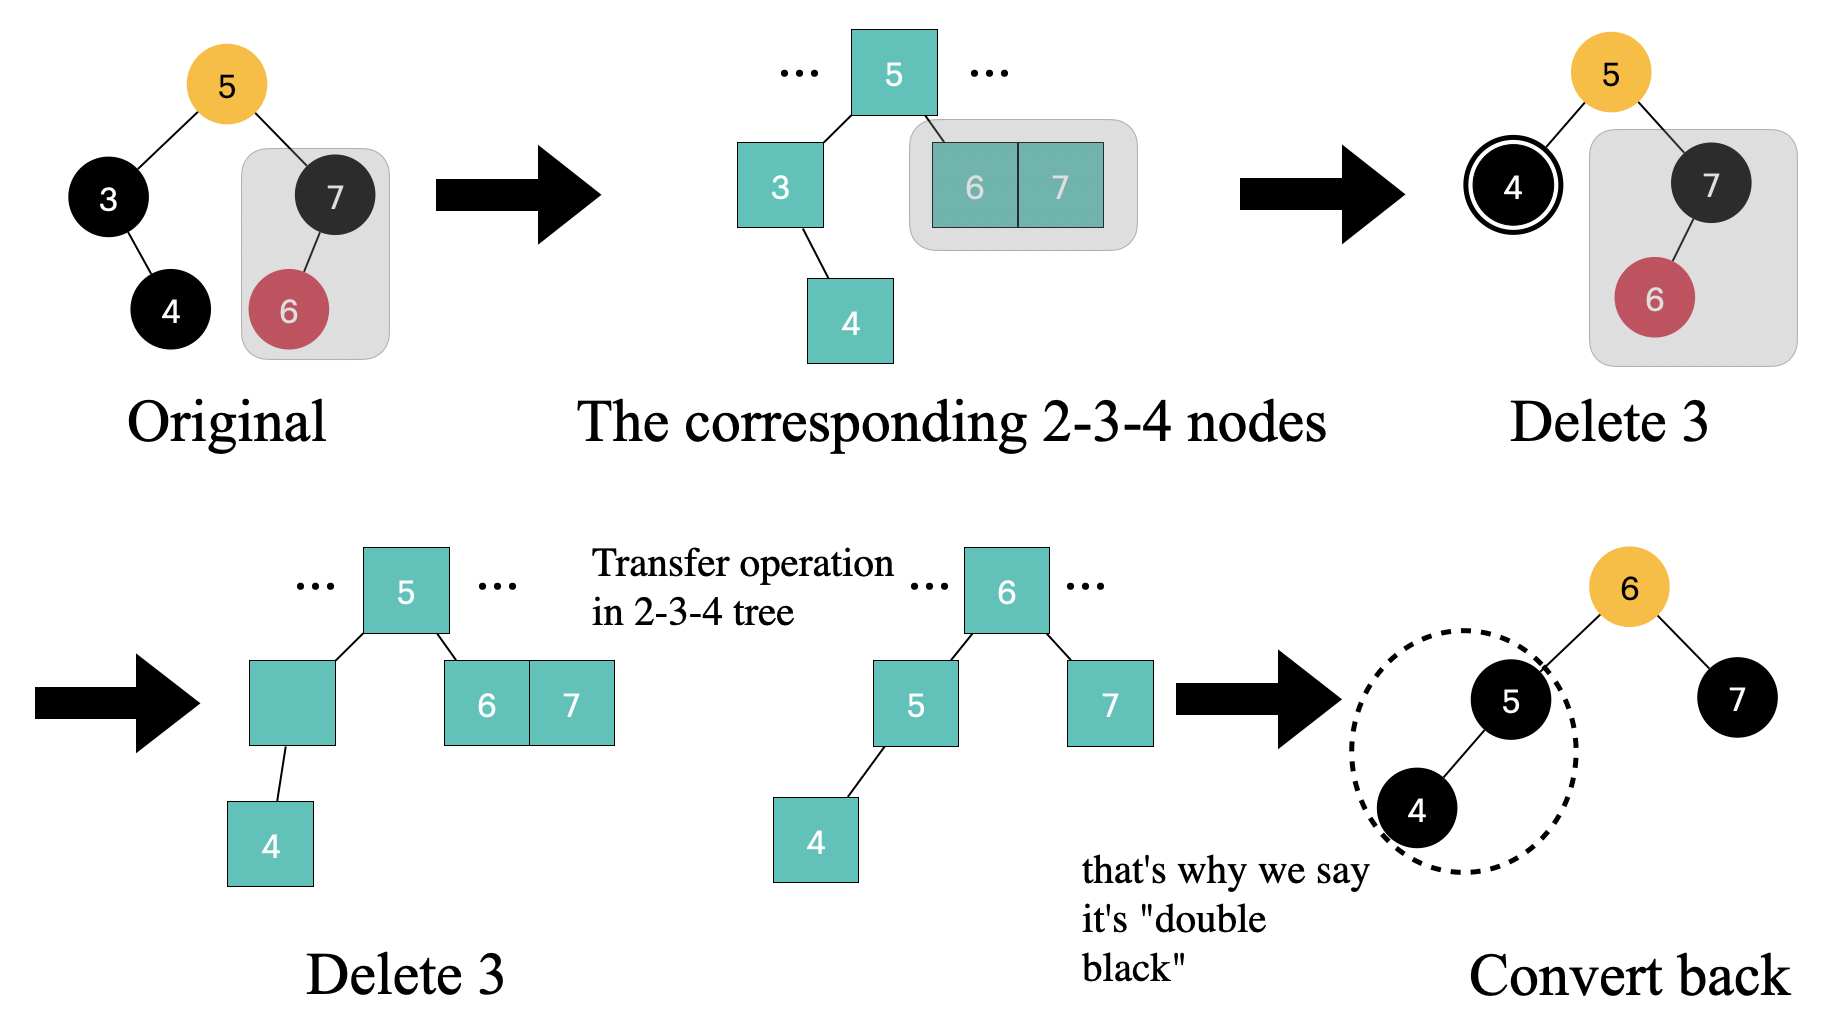 5
3
7
4
6
Original
... 5 ...
3
6 7
4
The corresponding 2-3-4 nodes
5
4
7
6
Delete 3
... 5 ...
6 7
4
Delete 3
Transfer operation
in 2-3-4 tree
... 6 ...
5
7
4
that's why we say
it's "double
black"
6
5
7
4
Convert back